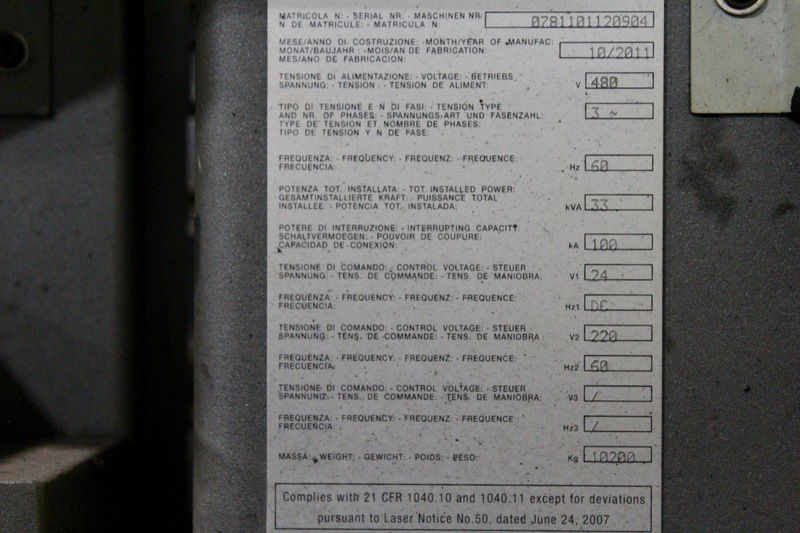 MATRICOLA N: - SERIAL NR: - MASCHINEN NR:
N DE MATRICULE: - MATRICULA N: 0781101120904
MESE/ANNO DI COSTRUZIONE: -MONTH/YEAR OF MANUFAC:
MONAT/BAUJAHR : -MOIS/AN DE FABRICATION: 10/2011
MES/ANO DE FABRICACION:
TENSIONE DI ALIMENTAZIONE: - VOLTAGE: - BETRIEBS
SPANNUNG: - TENSION: - TENSION DE ALIMENT: V 480
TIPO DI TENSIONE E N DI FASI: - TENSION TYPE
AND NR. OF PHASES: - SPANNUNGS-ART UND FASENZAHL: 3 ~
TYPE DE TENSION ET NOMBRE DE PHASES:
TIPO DE TENSION Y N DE FASE:
FREQUENZA: - FREQUENCY: - FREQUENZ: - FREQUENCE:
FRECUENCIA: Hz 60
POTENZA TOT. INSTALLATA: - TOT. INSTALLED POWER:
GESAMTINSTALLIERTE KRAFT: - PUISSANCE TOTAL
INSTALLEE: - POTENCIA TOT. INSTALADA: kVA 33
POTERE DI INTERRUZIONE: - INTERRUPTING CAPACITY:
SCHALTVERMOEGEN: - POUVOIR DE COUPURE:
CAPACIDAD DE CONEXION: kA 100
TENSIONE DI COMANDO: - CONTROL VOLTAGE: - STEUER
SPANNUNG: - TENS. DE COMMANDE: - TENS. DE MANIOBRA: V1 24
FREQUENZA: - FREQUENCY: - FREQUENZ: - FREQUENCE:
FRECUENCIA: Hz1 DC
TENSIONE DI COMANDO: - CONTROL VOLTAGE: - STEUER
SPANNUNG: - TENS. DE COMMANDE: - TENS. DE MANIOBRA: V2 220
FREQUENZA: - FREQUENCY: - FREQUENZ: - FREQUENCE:
FRECUENCIA: Hz2 60
TENSIONE DI COMANDO: - CONTROL VOLTAGE: - STEUER
SPANNUNG: - TENS. DE COMMANDE: - TENS. DE MANIOBRA: V3 /
FREQUENZA: - FREQUENCY: - FREQUENZ: - FREQUENCE:
FRECUENCIA: Hz3 /
MASSA: - WEIGHT: - GEWICHT: - POIDS: - PESO: Kg 10200
Complies with 21 CFR 1040.10 and 1040.11 except for deviations
pursuant to Laser Notice No.50, dated June 24, 2007